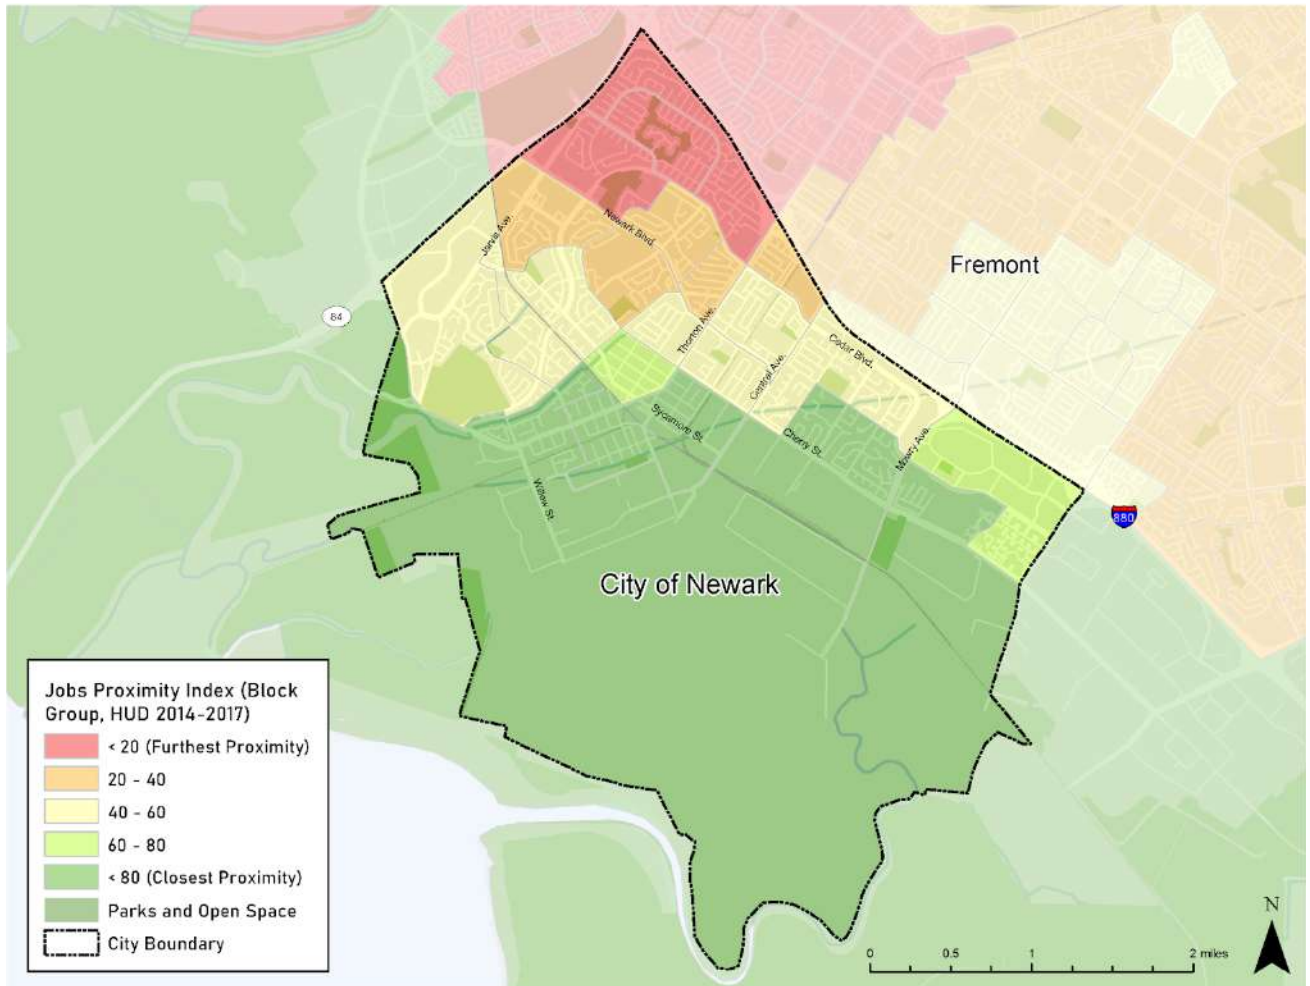 Newark Blvd.
Jarvis Ave.
Fremont
84
Thorton Ave.
Cedar Blvd.
Central Ave.
Sycamore St.
Cherry St.
Mowry Ave.
Willow St.
880
City of Newark
Jobs Proximity Index (Block
Group, HUD 2014-2017)
< 20 (Furthest Proximity)
20 - 40
40 - 60
60 - 80
< 80 (Closest Proximity)
Parks and Open Space
City Boundary
N
0 0.5 1 2 miles